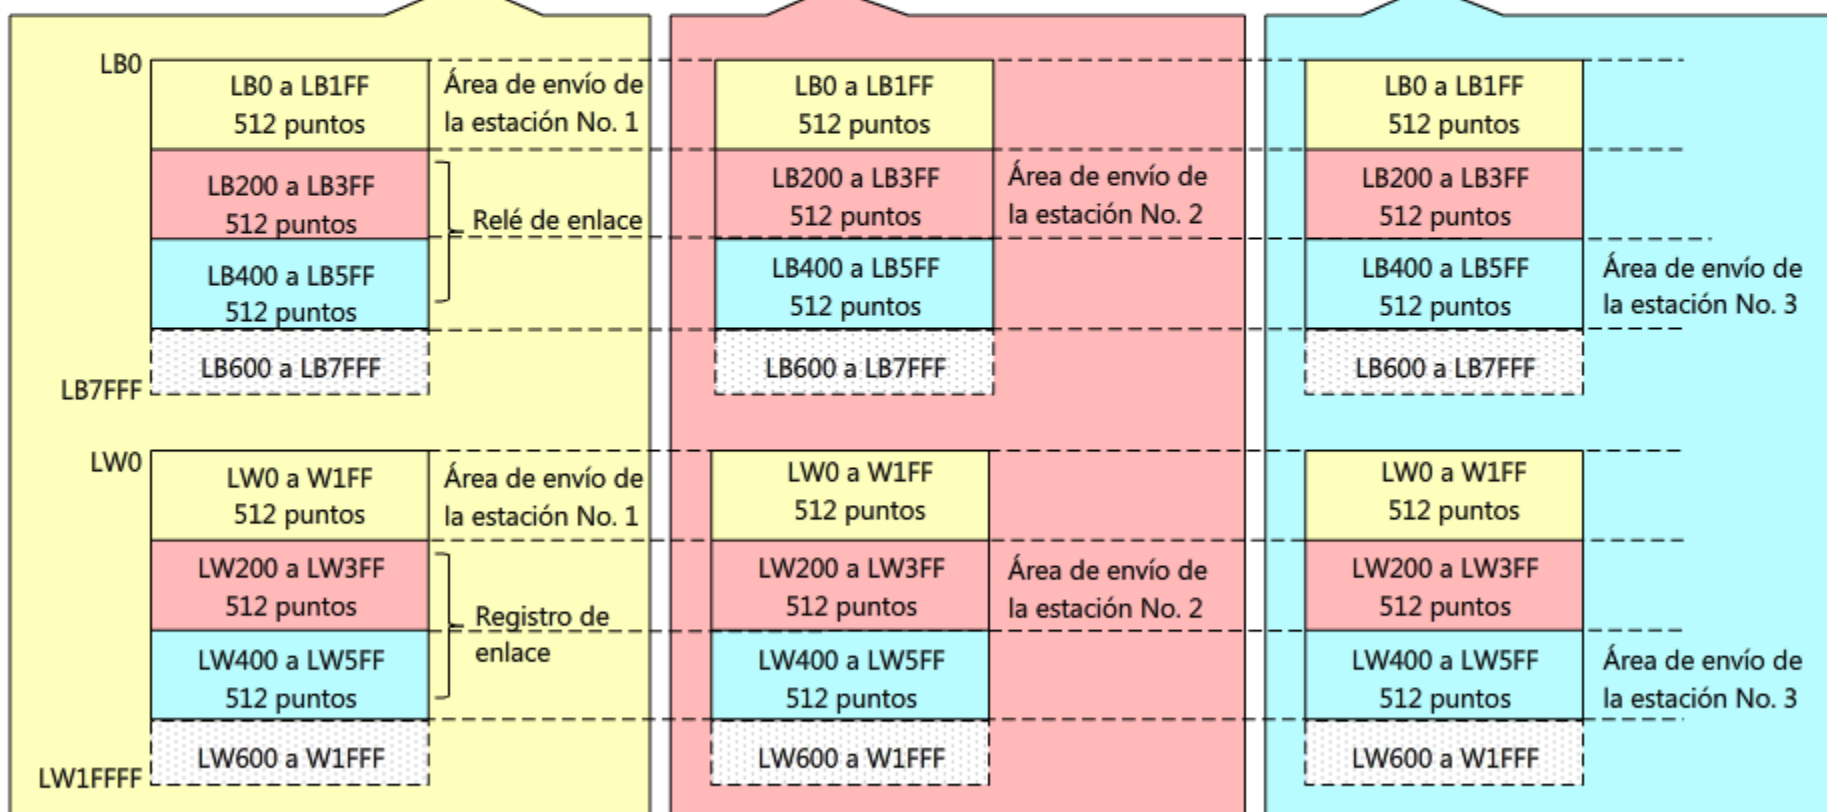 LB0
LB0 a LB1FF
512 puntos
Área de envío de
la estación No. 1
LB200 a LB3FF
512 puntos
Relé de enlace
LB400 a LB5FF
512 puntos
LB600 a LB7FFF
LB7FFF
LW0
LW0 a W1FF
512 puntos
Área de envío de
la estación No. 1
LW200 a LW3FF
512 puntos
Registro de
enlace
LW400 a LW5FF
512 puntos
LW600 a W1FFF
LW1FFFF
LB0 a LB1FF
512 puntos
LB200 a LB3FF
512 puntos
Área de envío de
la estación No. 2
LB400 a LB5FF
512 puntos
LB600 a LB7FFF
LW0 a W1FF
512 puntos
LW200 a LW3FF
512 puntos
Área de envío de
la estación No. 2
LW400 a LW5FF
512 puntos
LW600 a W1FFF
LB0 a LB1FF
512 puntos
LB200 a LB3FF
512 puntos
LB400 a LB5FF
512 puntos
Área de envío de
la estación No. 3
LB600 a LB7FFF
LW0 a W1FF
512 puntos
LW200 a LW3FF
512 puntos
LW400 a LW5FF
512 puntos
Área de envío de
la estación No. 3
LW600 a W1FFF